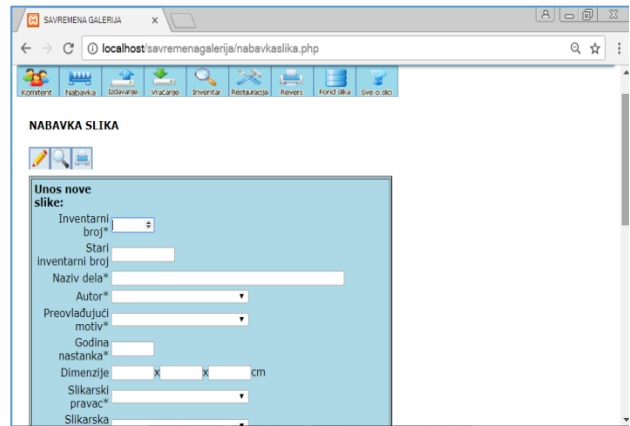 SAVREMENA GALERIJA
localhost/savremenagalerija/nabavkaslika.php
Komitent Nabavka Izdavanje Vraćanje Inventar Restauracija Revers Fond slika Sve o slici
NABAVKA SLIKA
Unos nove
slike:
Inventarni
broj*
Stari
inventarni broj
Naziv dela*
Autor*
Preovlađujući
motiv*
Godina
nastanka*
Dimenzije x x cm
Slikarski
pravac*
Slikarska